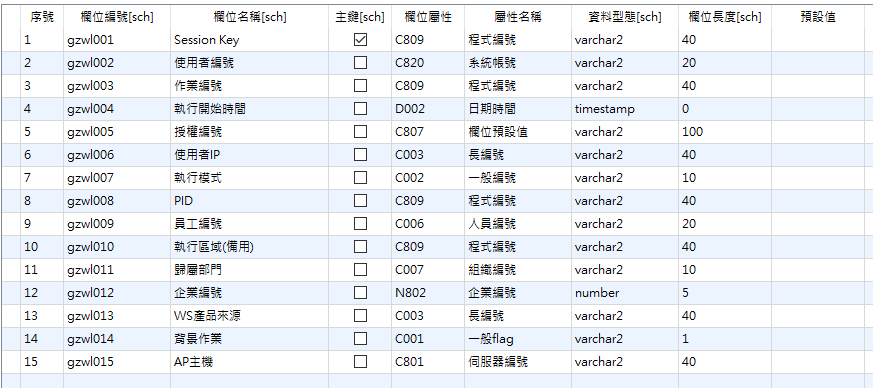 序號 欄位編號[sch] 欄位名稱[sch] 主鍵[sch] 欄位屬性 屬性名稱 資料型態[sch] 欄位長度[sch] 預設值
1 gzwl001 Session Key C809 程式編號 varchar2 40
2 gzwl002 使用者編號 C820 系統帳號 varchar2 20
3 gzwl003 作業編號 C809 程式編號 varchar2 40
4 gzwl004 執行開始時間 D002 日期時間 timestamp 0
5 gzwl005 授權編號 C807 欄位預設值 varchar2 100
6 gzwl006 使用者IP C003 長編號 varchar2 40
7 gzwl007 執行模式 C002 一般編號 varchar2 10
8 gzwl008 PID C809 程式編號 varchar2 40
9 gzwl009 員工編號 C006 人員編號 varchar2 20
10 gzwl010 執行區域(備用) C809 程式編號 varchar2 40
11 gzwl011 歸屬部門 C007 組織編號 varchar2 10
12 gzwl012 企業編號 N802 企業編號 number 5
13 gzwl013 WS產品來源 C003 長編號 varchar2 40
14 gzwl014 背景作業 C001 一般flag varchar2 1
15 gzwl015 AP主機 C801 伺服器編號 varchar2 40